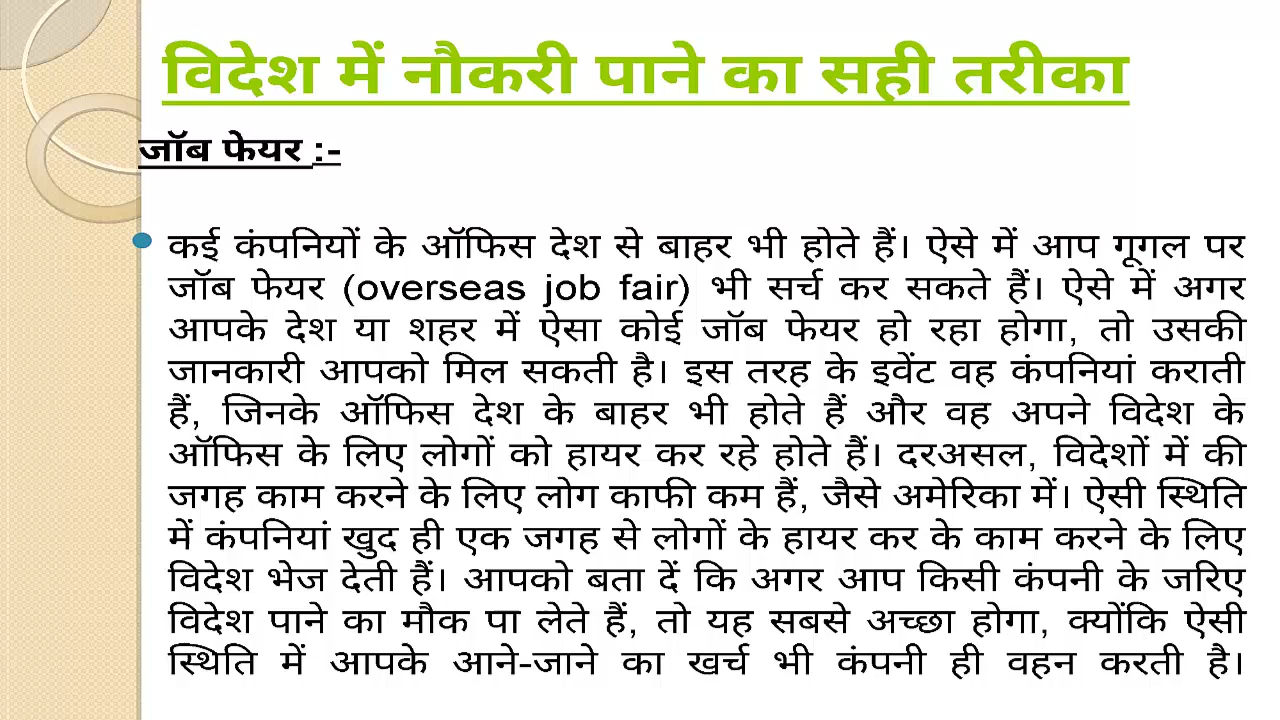 विदेश में नौकरी पाने का सही तरीका
जॉब फेयर :-
कई कंपनियों के ऑफिस देश से बाहर भी होते हैं। ऐसे में आप गूगल पर
जॉब फेयर (overseas job fair) भी सर्च कर सकते हैं। ऐसे में अगर
आपके देश या शहर में ऐसा कोई जॉब फेयर हो रहा होगा, तो उसकी
जानकारी आपको मिल सकती है। इस तरह के इवेंट वह कंपनियां कराती
हैं, जिनके ऑफिस देश के बाहर भी होते हैं और वह अपने विदेश के
ऑफिस के लिए लोगों को हायर कर रहे होते हैं। दरअसल, विदेशों में की
जगह काम करने के लिए लोग काफी कम हैं, जैसे अमेरिका में। ऐसी स्थिति
में कंपनियां खुद ही एक जगह से लोगों के हायर कर के काम करने के लिए
विदेश भेज देती हैं। आपको बता दें कि अगर आप किसी कंपनी के जरिए
विदेश पाने का मौक पा लेते हैं, तो यह सबसे अच्छा होगा, क्योंकि ऐसी
स्थिति में आपके आने-जाने का खर्च भी कंपनी ही वहन करती है।